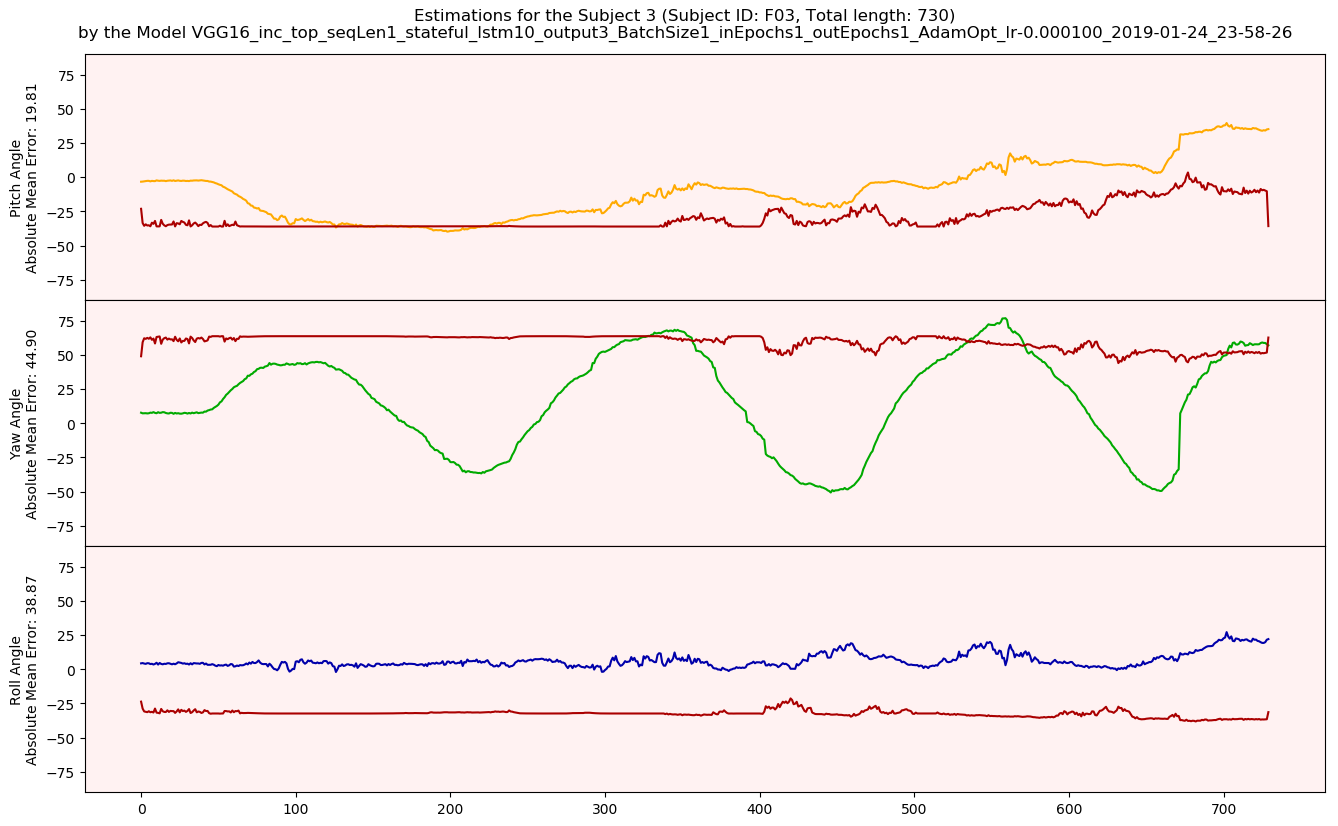 Estimations for the Subject 3 (Subject ID: F03, Total length: 730)
by the Model VGG16_inc_top_seqLen1_stateful_lstm10_output3_BatchSize1_inEpochs1_outEpochs1_AdamOpt_lr-0.000100_2019-01-24_23-58-26
Pitch Angle
Absolute Mean Error: 19.81
75
50
25
0
−25
−50
−75
Yaw Angle
Absolute Mean Error: 44.90
75
50
25
0
−25
−50
−75
Roll Angle
Absolute Mean Error: 38.87
75
50
25
0
−25
−50
−75
0 100 200 300 400 500 600 700